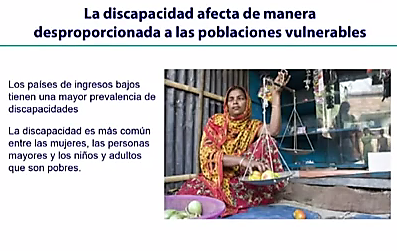 La discapacidad afecta de manera
desproporcionada a las poblaciones vulnerables
Los países de ingresos bajos
tienen una mayor prevalencia de
discapacidades
La discapacidad es más común
entre las mujeres, las personas
mayores y los niños y adultos
que son pobres.